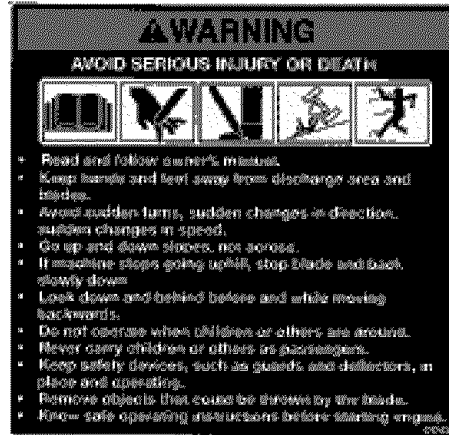 WARNING
AVOID SERIOUS INJURY OR DEATH
• Read and follow owner's manual.
• Keep hands and feet away from discharge area and
blades.
• Avoid sudden turns, sudden changes in direction,
sudden changes in speed.
• Go up and down slopes, not across.
• If machine stops going uphill, stop blade and back
slowly down
• Look down and behind before and while moving
backwards.
• Do not operate when children or others are around.
• Never carry children or others as passengers.
• Keep safety devices, such as guards and deflectors, in
place and operating.
• Remove objects that could be thrown by the blade.
• Know safe operating instructions before starting engine.